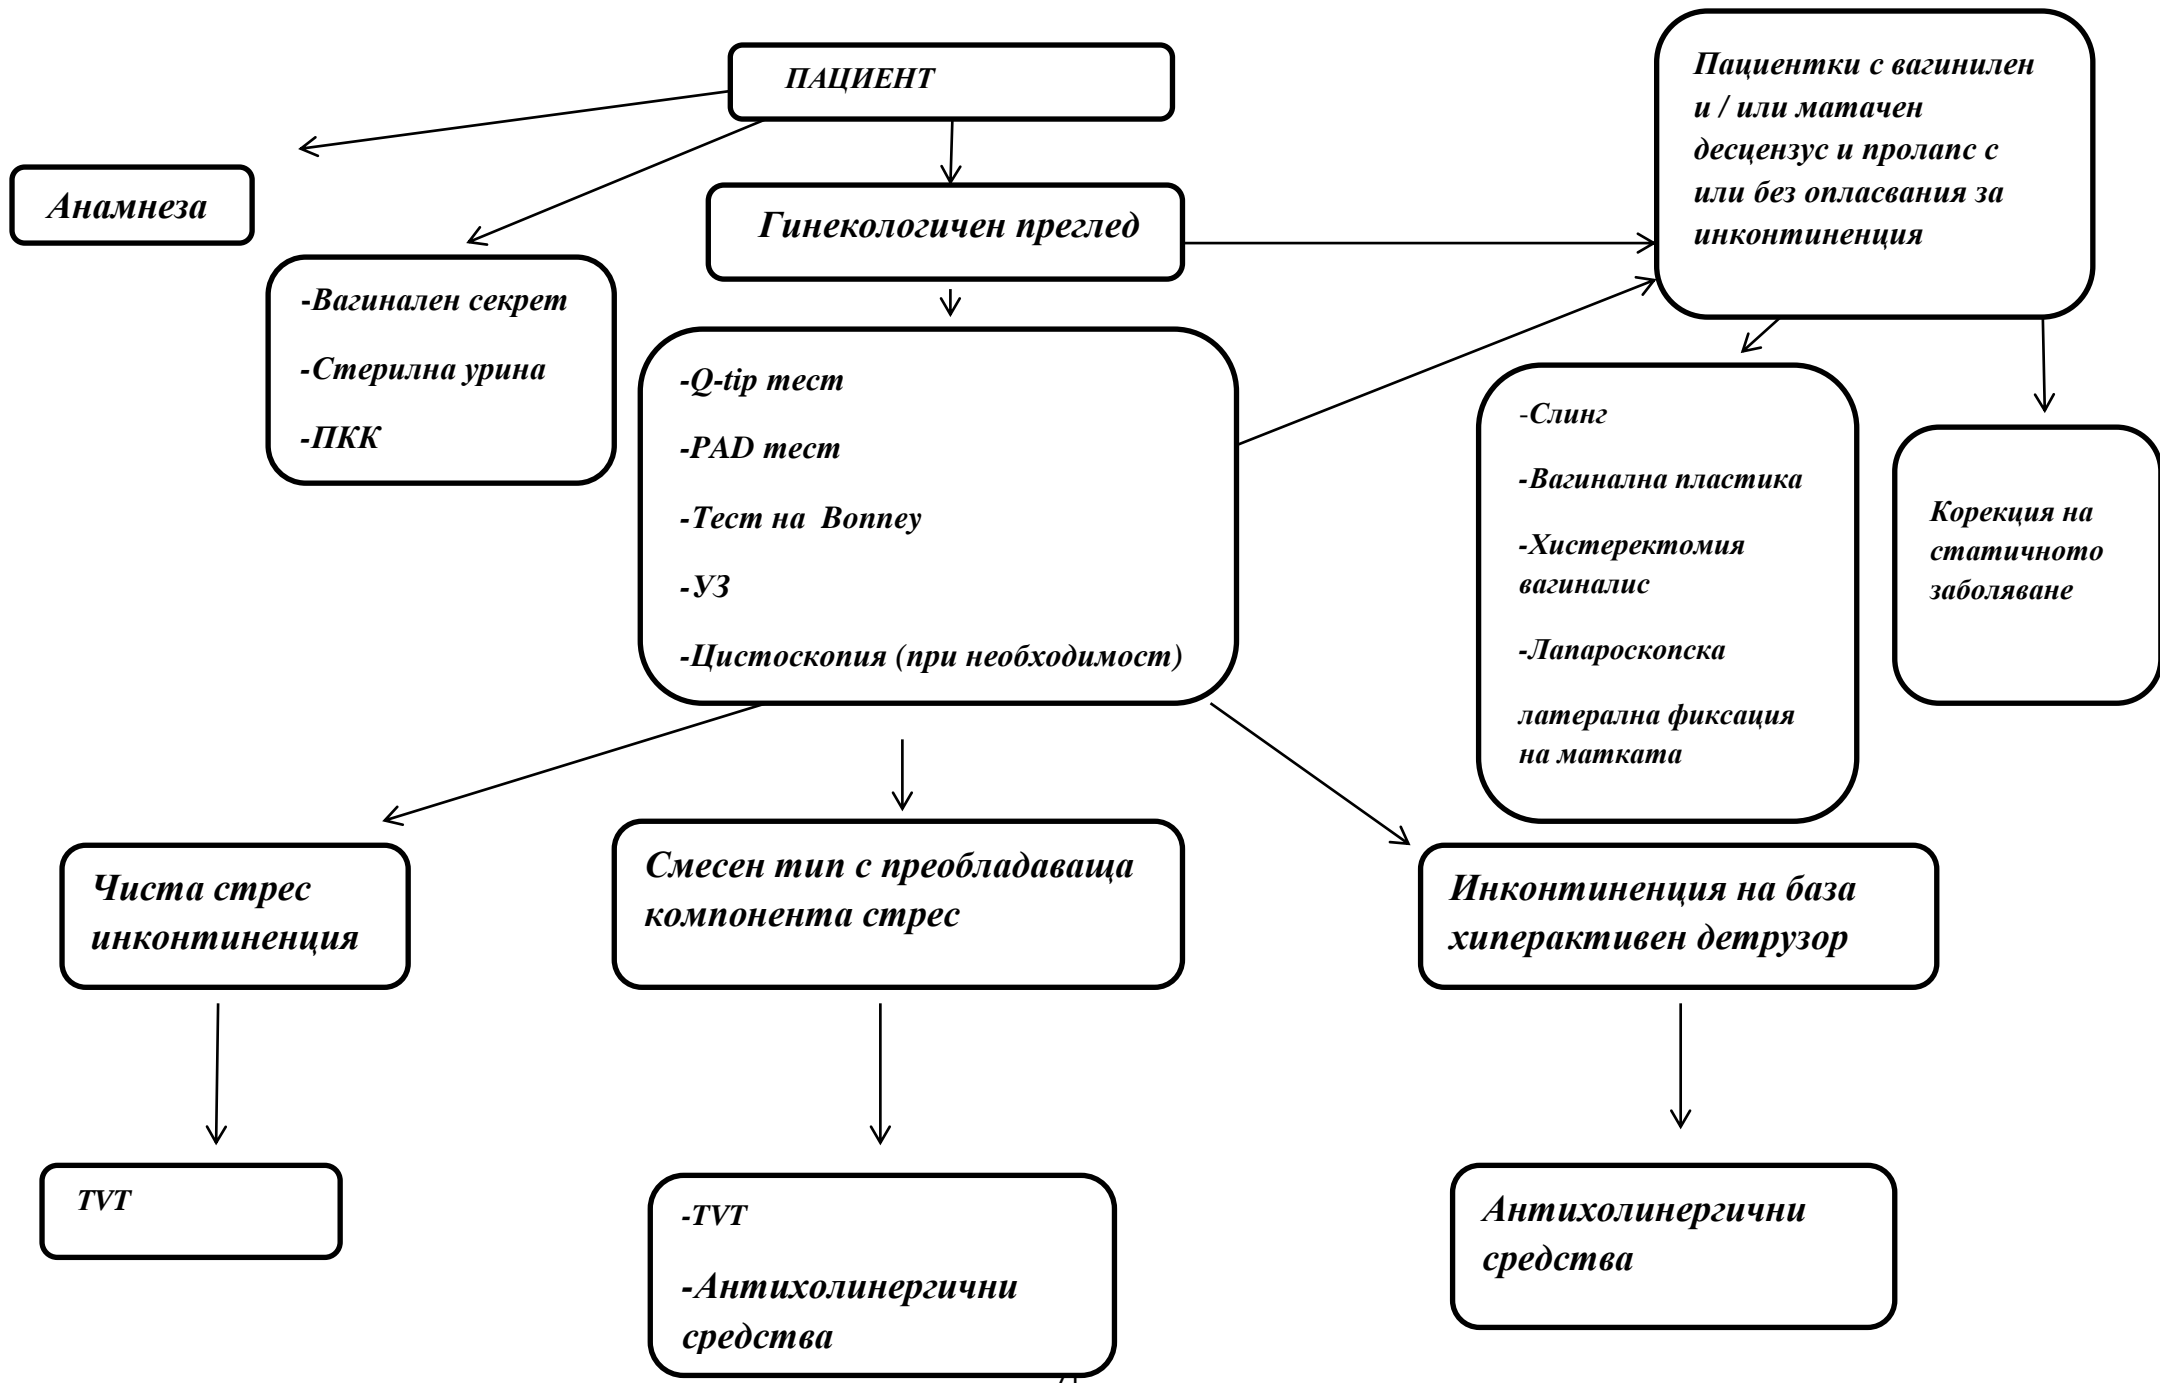 ПАЦИЕНТ
Пациентки с вагинилен
и / или матачен
десцензус и пролапс с
или без опласвания за
инконтиненция
Анамнеза
Гинекологичен преглед
-Вагинален секрет
-Стерилна урина
-ПКК
-Q-tip тест
-PAD тест
-Тест на Bonney
-УЗ
-Цистоскопия (при необходимост)
-Слинг
-Вагинална пластика
-Хистеректомия
вагиналис
-Лапароскопска
латерална фиксация
на матката
Корекция на
статичното
заболяване
Чиста стрес
инконтиненция
Смесен тип с преобладаваща
компонента стрес
Инконтиненция на база
хиперактивен детрузор
TVT
-TVT
-Антихолинергични
средства
Антихолинергични
средства